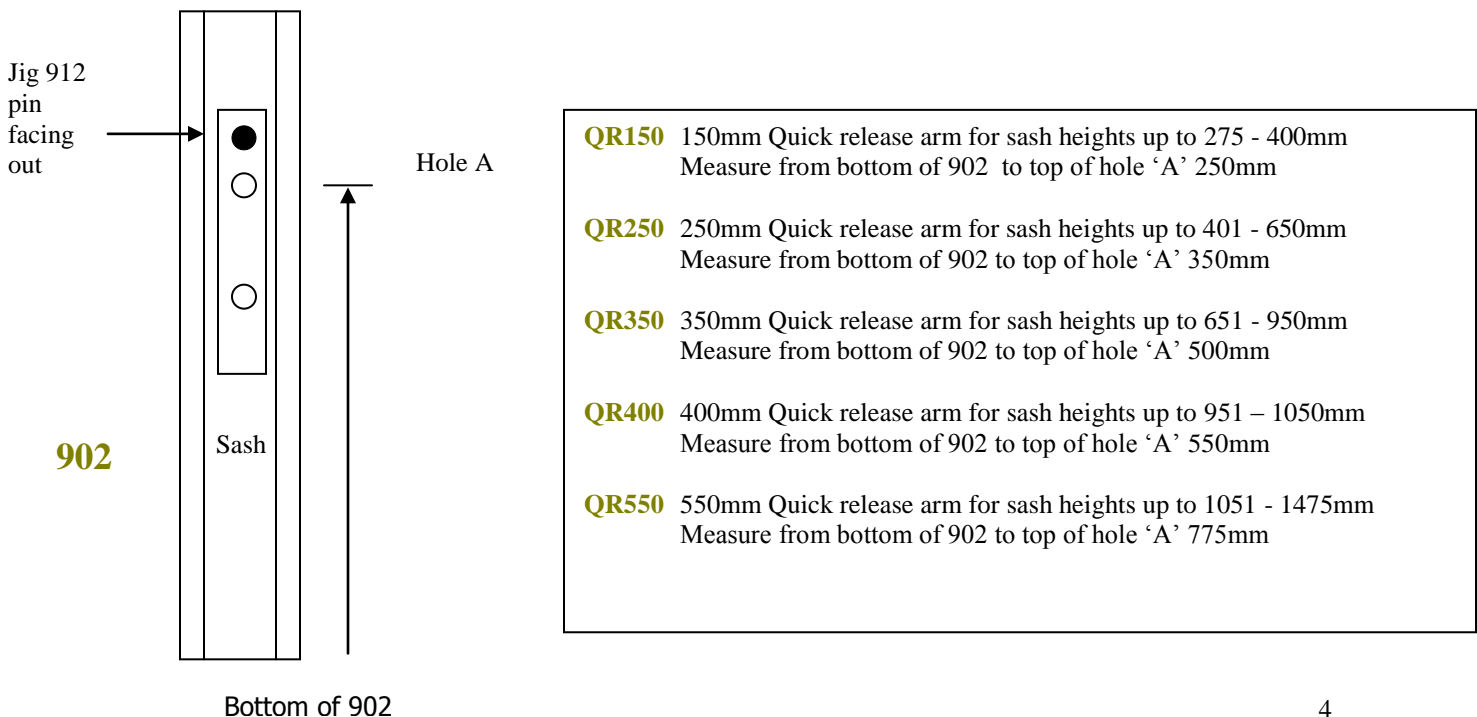 Jig 912
pin
facing
out
Hole A
902
Sash
Bottom of 902
QR150 150mm Quick release arm for sash heights up to 275 - 400mm
Measure from bottom of 902 to top of hole ‘A’ 250mm
QR250 250mm Quick release arm for sash heights up to 401 - 650mm
Measure from bottom of 902 to top of hole ‘A’ 350mm
QR350 350mm Quick release arm for sash heights up to 651 - 950mm
Measure from bottom of 902 to top of hole ‘A’ 500mm
QR400 400mm Quick release arm for sash heights up to 951 – 1050mm
Measure from bottom of 902 to top of hole ‘A’ 550mm
QR550 550mm Quick release arm for sash heights up to 1051 - 1475mm
Measure from bottom of 902 to top of hole ‘A’ 775mm
4